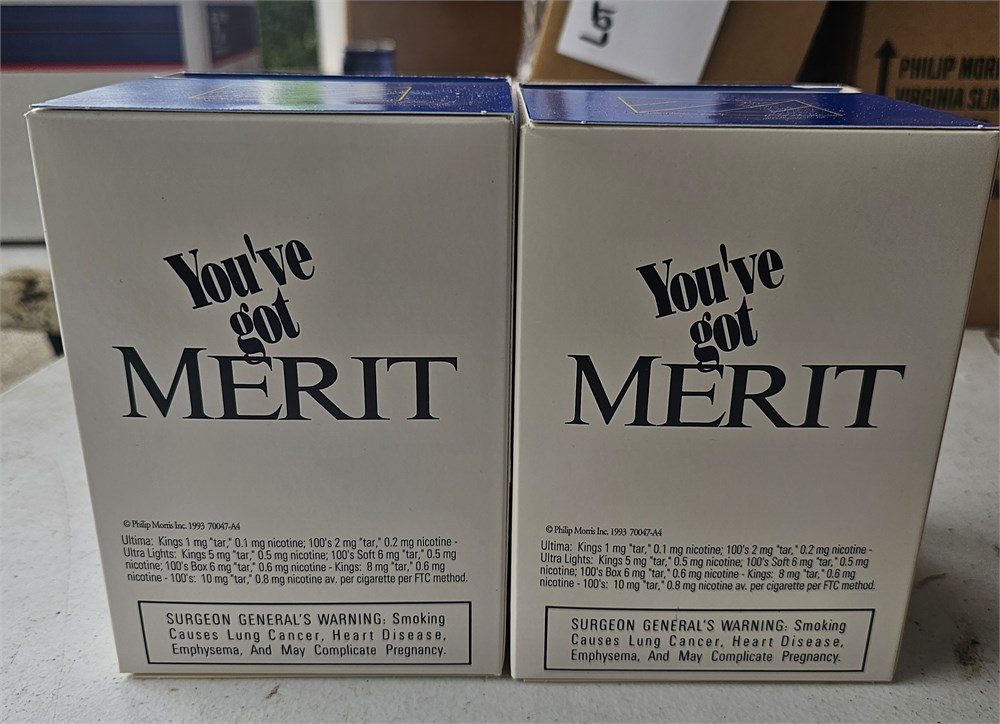 LOT
PHILIP MORR
VIRGINIA SLIM
You've
got
MERIT
© Philip Morris Inc. 1993 70047-A4
Ultima: Kings 1 mg "tar," 0.1 mg nicotine; 100's 2 mg "tar," 0.2 mg nicotine -
Ultra Lights: Kings 5 mg "tar," 0.5 mg nicotine; 100's Soft 6 mg "tar," 0.5 mg
nicotine; 100's Box 6 mg "tar," 0.6 mg nicotine - Kings: 8 mg "tar," 0.6 mg
nicotine - 100's: 10 mg "tar," 0.8 mg nicotine av. per cigarette per FTC method.
SURGEON GENERAL'S WARNING: Smoking
Causes Lung Cancer, Heart Disease,
Emphysema, And May Complicate Pregnancy.
You've
got
MERIT
© Philip Morris Inc. 1993 70047-A4
Ultima: Kings 1 mg "tar," 0.1 mg nicotine; 100's 2 mg "tar," 0.2 mg nicotine -
Ultra Lights: Kings 5 mg "tar," 0.5 mg nicotine; 100's Soft 6 mg "tar," 0.5 mg
nicotine; 100's Box 6 mg "tar," 0.6 mg nicotine - Kings: 8 mg "tar," 0.6 mg
nicotine - 100's: 10 mg "tar," 0.8 mg nicotine av. per cigarette per FTC method.
SURGEON GENERAL'S WARNING: Smoking
Causes Lung Cancer, Heart Disease,
Emphysema, And May Complicate Pregnancy.